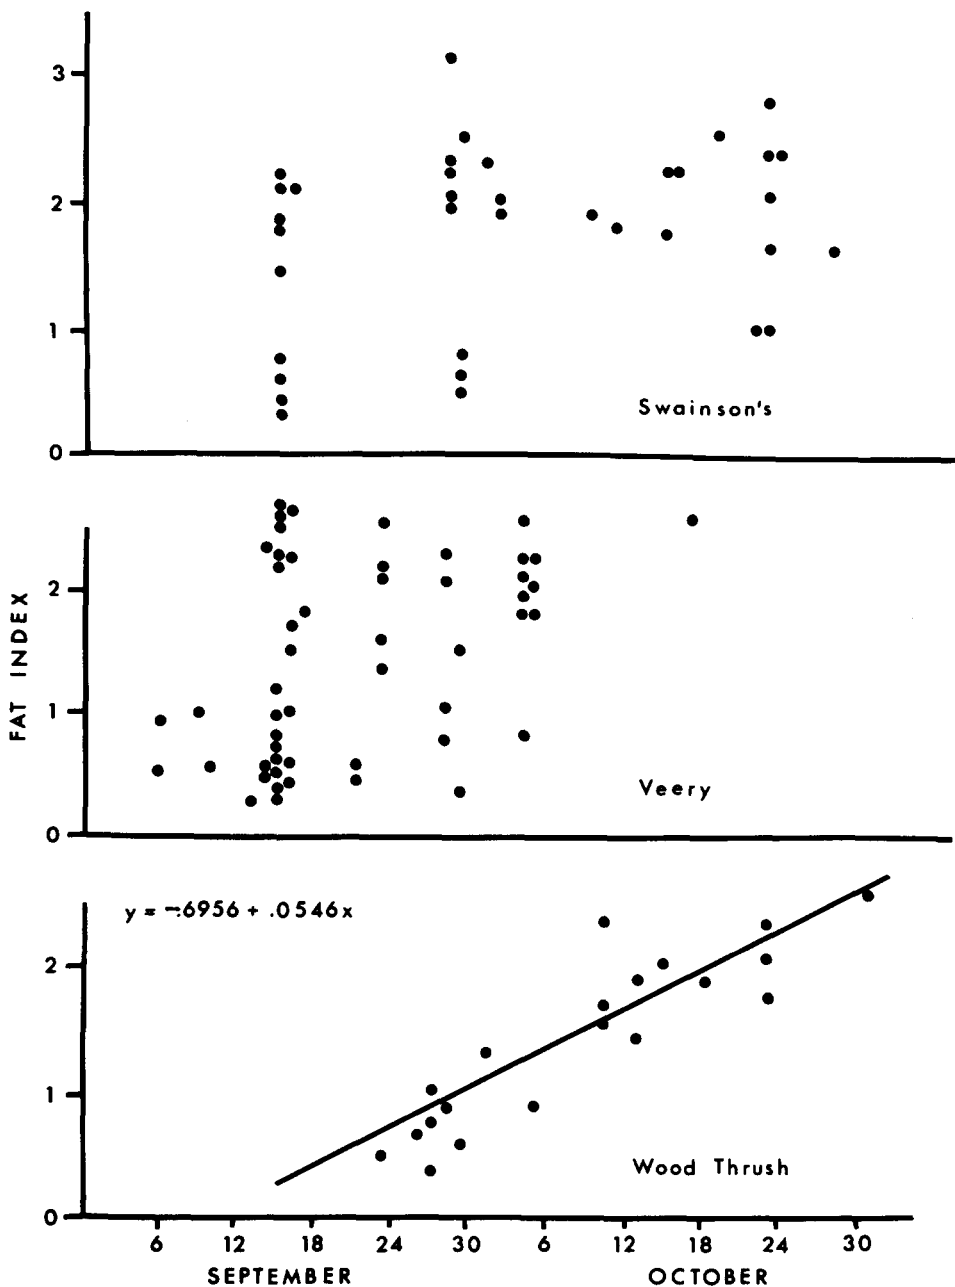 3
2
1
0
Swainson's
FAT INDEX
2
1
0
Veery
y = -.6956 + .0546x
2
1
0
Wood Thrush
6 12 18 24 30 6 12 18 24 30
SEPTEMBER OCTOBER